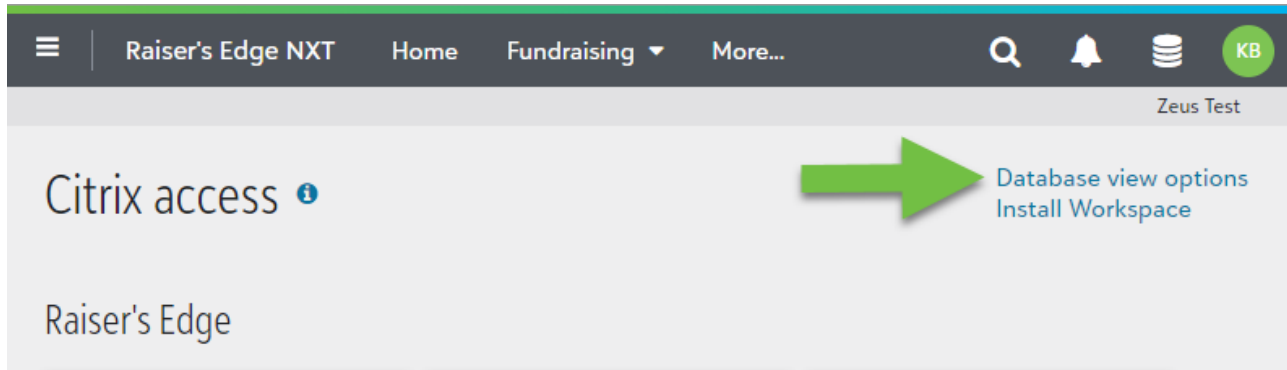 Raiser's Edge NXT Home Fundraising More... KB
Zeus Test
Citrix access
Database view options
Install Workspace
Raiser's Edge